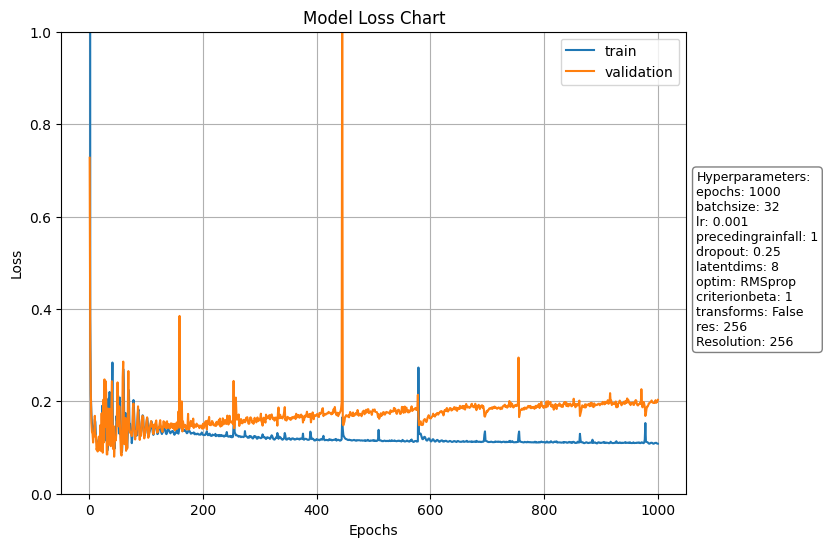 Model Loss Chart
train
validation
Loss
1.0
0.8
0.6
0.4
0.2
0.0
0
200
400
600
800
1000
Epochs
Hyperparameters:
epochs: 1000
batchsize: 32
lr: 0.001
precedingrainfall: 1
dropout: 0.25
latentdims: 8
optim: RMSprop
criterionbeta: 1
transforms: False
res: 256
Resolution: 256